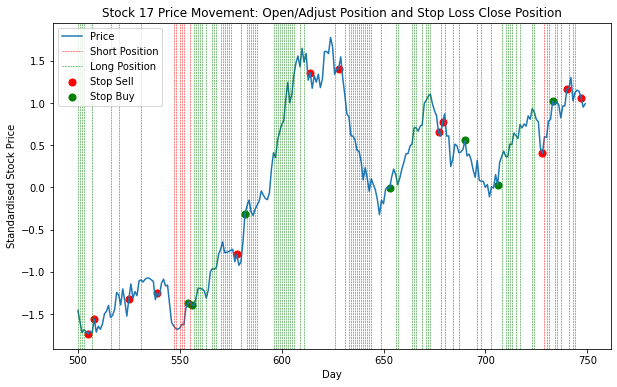 Stock 17 Price Movement: Open/Adjust Position and Stop Loss Close Position
Price
Short Position
Long Position
Stop Sell
Stop Buy
Standardised Stock Price
1.5
1.0
0.5
0.0
−0.5
−1.0
−1.5
500
550
600
650
700
750
Day